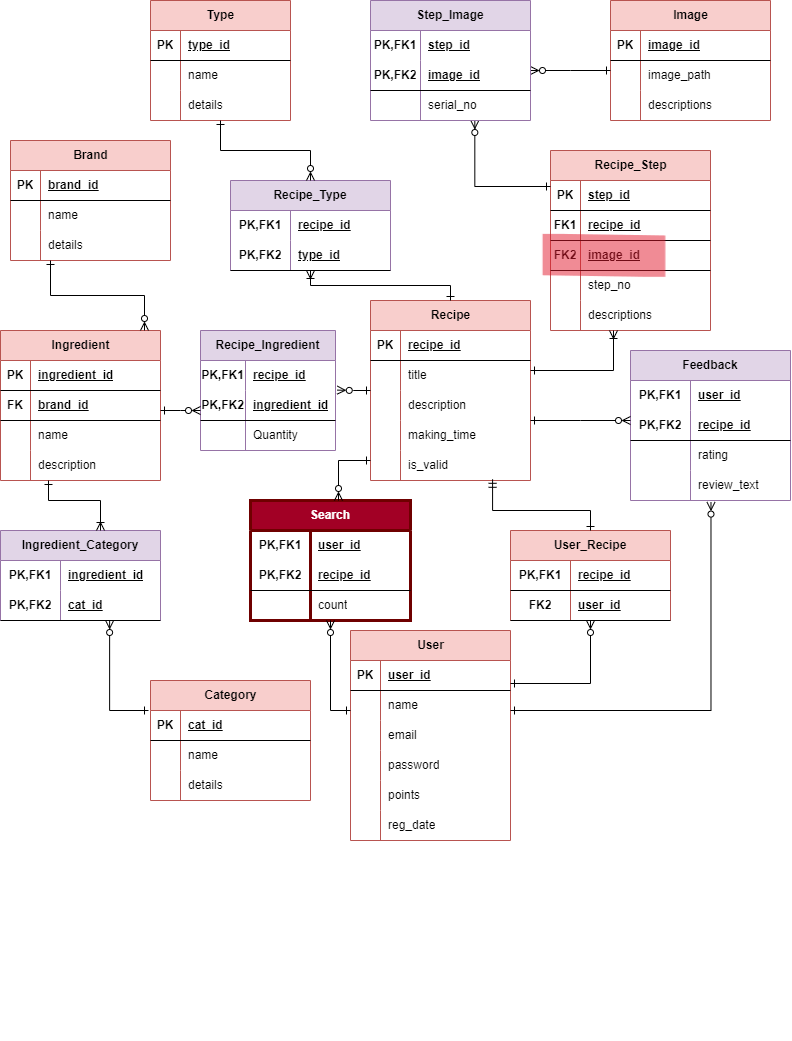 Type
PK type_id
name
details
Step_Image
PK,FK1 step_id
PK,FK2 image_id
serial_no
Image
PK image_id
image_path
descriptions
Brand
PK brand_id
name
details
Recipe_Type
PK,FK1 recipe_id
PK,FK2 type_id
Recipe_Step
PK step_id
FK1 recipe_id
FK2 image_id
step_no
descriptions
Ingredient
PK ingredient_id
FK brand_id
name
description
Recipe_Ingredient
PK,FK1 recipe_id
PK,FK2 ingredient_id
Quantity
Recipe
PK recipe_id
title
description
making_time
is_valid
Feedback
PK,FK1 user_id
PK,FK2 recipe_id
rating
review_text
Ingredient_Category
PK,FK1 ingredient_id
PK,FK2 cat_id
Search
PK,FK1 user_id
PK,FK2 recipe_id
count
User_Recipe
PK,FK1 recipe_id
FK2 user_id
Category
PK cat_id
name
details
User
PK user_id
name
email
password
points
reg_date